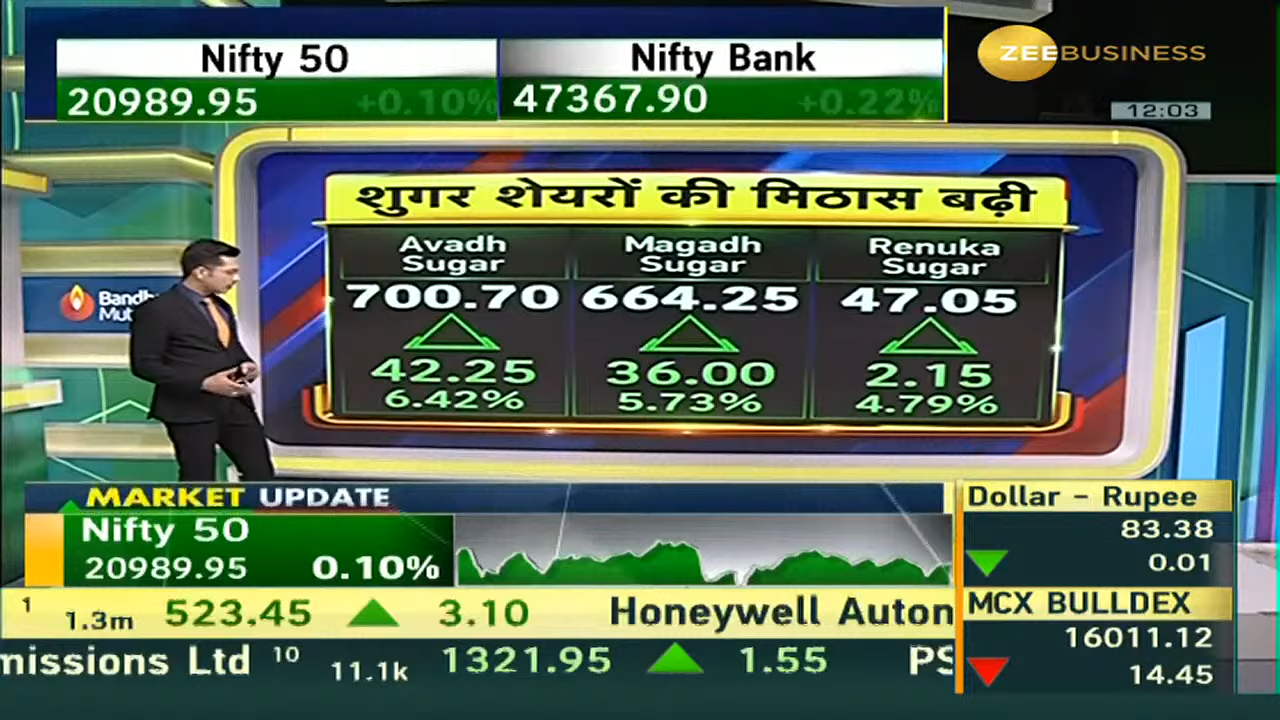 Nifty 50
20989.95 +0.10%
Nifty Bank
47367.90 +0.22%
ZEEBUSINESS
12:03
शुगर शेयरों की मिठास बढ़ी
Avadh Sugar
700.70
42.25
6.42%
Magadh Sugar
664.25
36.00
5.73%
Renuka Sugar
47.05
2.15
4.79%
MARKET UPDATE
Nifty 50
20989.95 0.10%
Dollar - Rupee
83.38
0.01
MCX BULLDEX
16011.12
14.45
1 1.3m 523.45 3.10 Honeywell Auton
missions Ltd 10 11.1k 1321.95 1.55 PS